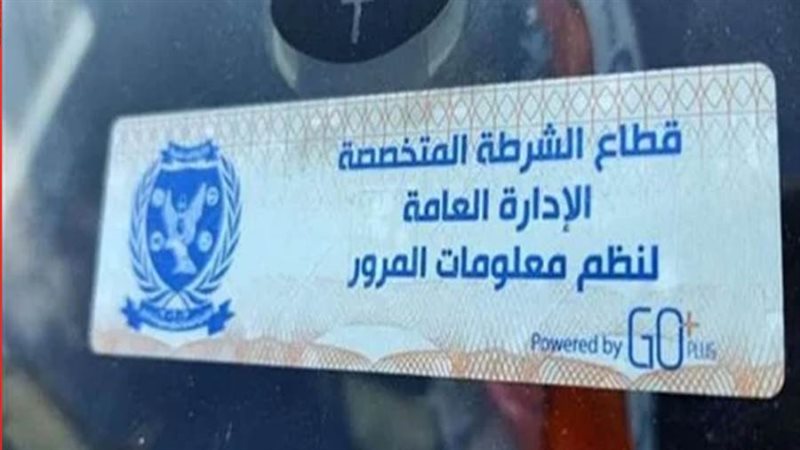 قطاع الشرطة المتخصصة
الإدارة العامة
لنظم معلومات المرور
Powered by GO+ PLUS